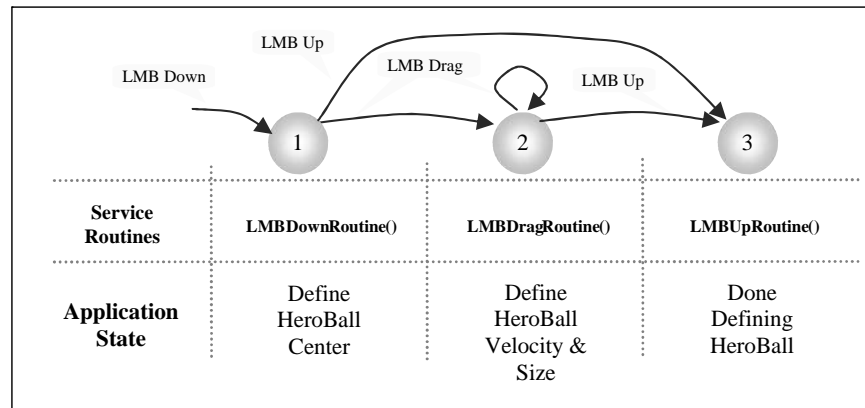 LMB Up
LMB Drag
LMB Down
LMB Up
1
2
3
Service
Routines
LMBDownRoutine()
LMBDragRoutine()
LMBUpRoutine()
Application
State
Define
HeroBall
Center
Define
HeroBall
Velocity &
Size
Done
Defining
HeroBall